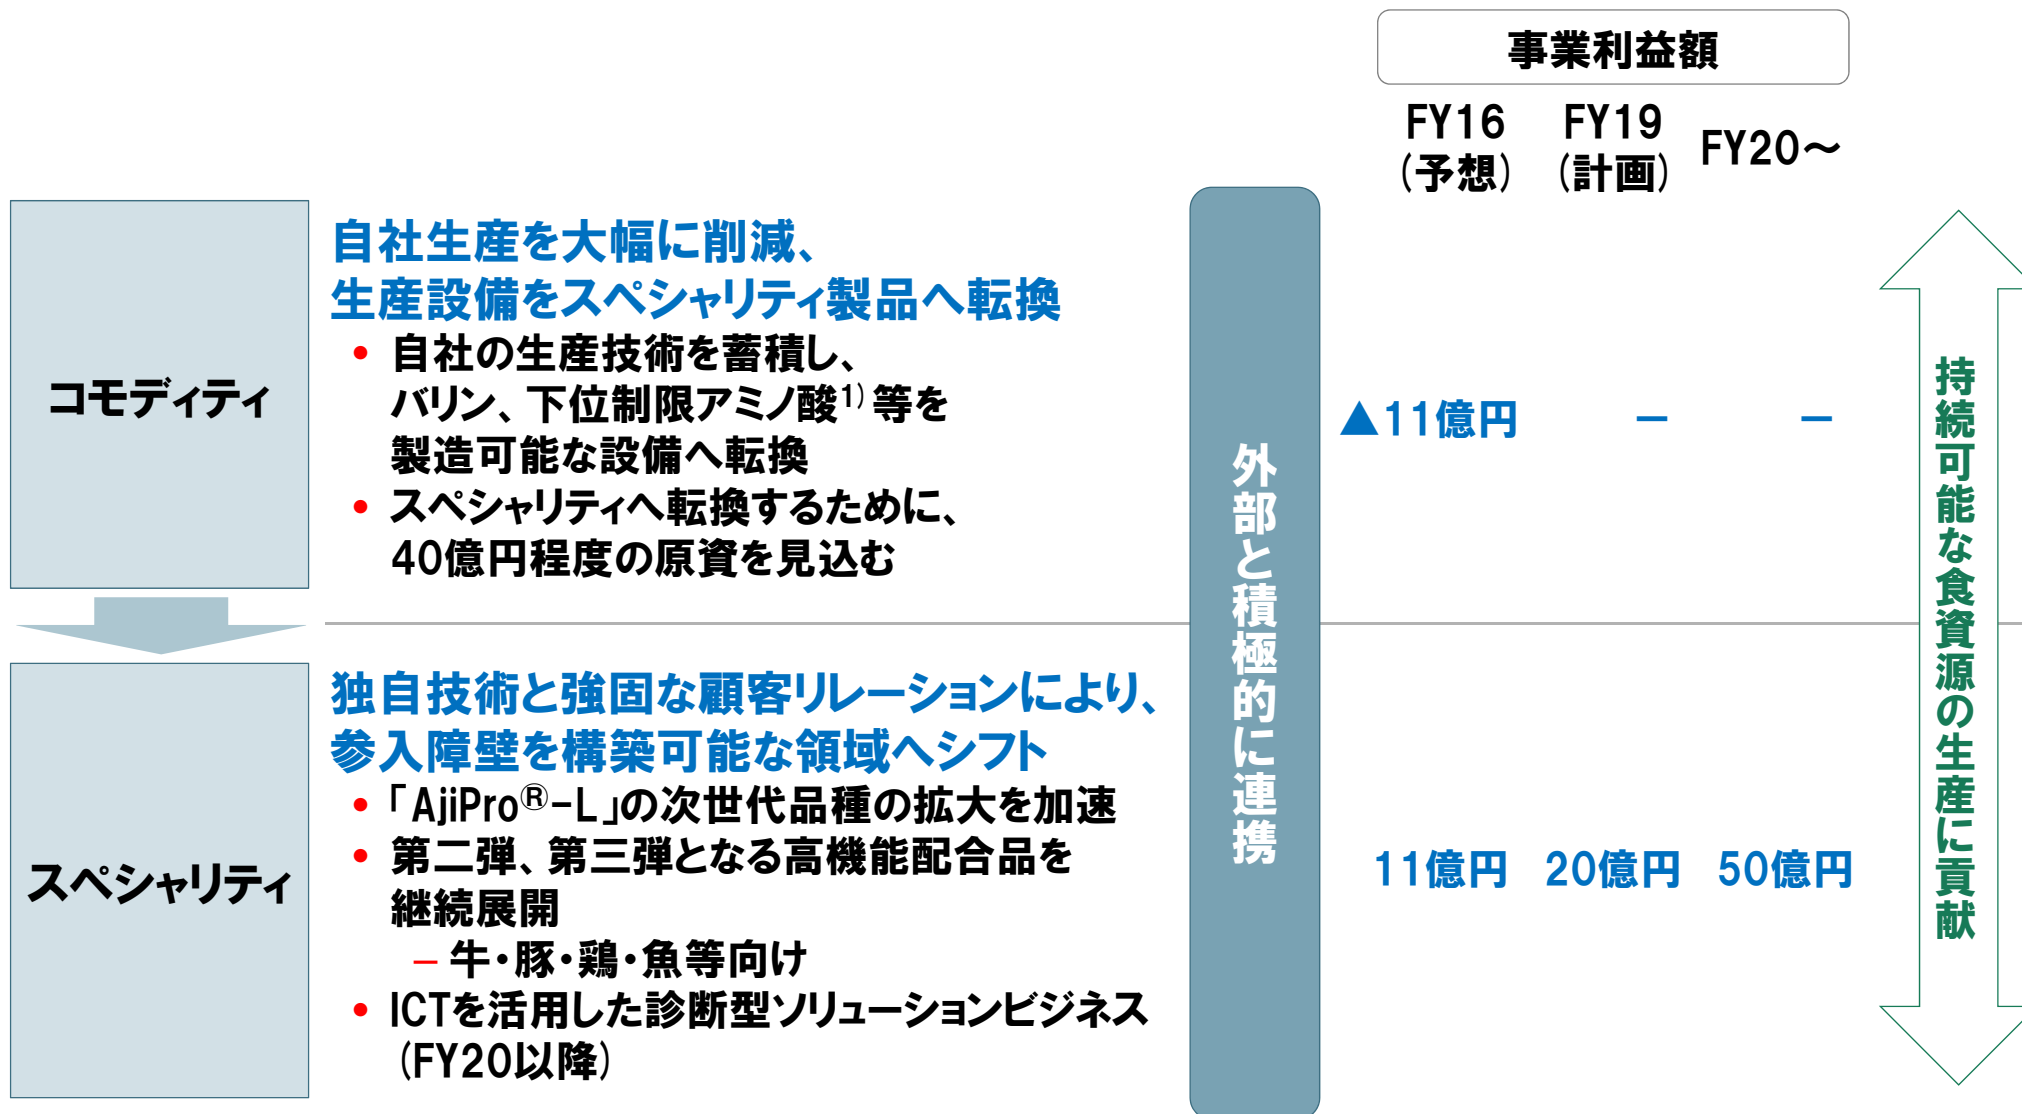 事業利益額
FY16
(予想)
FY19
(計画)
FY20～
コモディティ
自社生産を大幅に削減、
生産設備をスペシャリティ製品へ転換
• 自社の生産技術を蓄積し、
バリン、下位制限アミノ酸1) 等を
製造可能な設備へ転換
• スペシャリティへ転換するために、
40億円程度の原資を見込む
▲11億円 － －
スペシャリティ
独自技術と強固な顧客リレーションにより、
参入障壁を構築可能な領域へシフト
• 「AjiPro®-L」の次世代品種の拡大を加速
• 第二弾、第三弾となる高機能配合品を
継続展開
– 牛・豚・鶏・魚等向け
• ICTを活用した診断型ソリューションビジネス
(FY20以降)
11億円 20億円 50億円
外部と積極的に連携
持続可能な食資源の生産に貢献